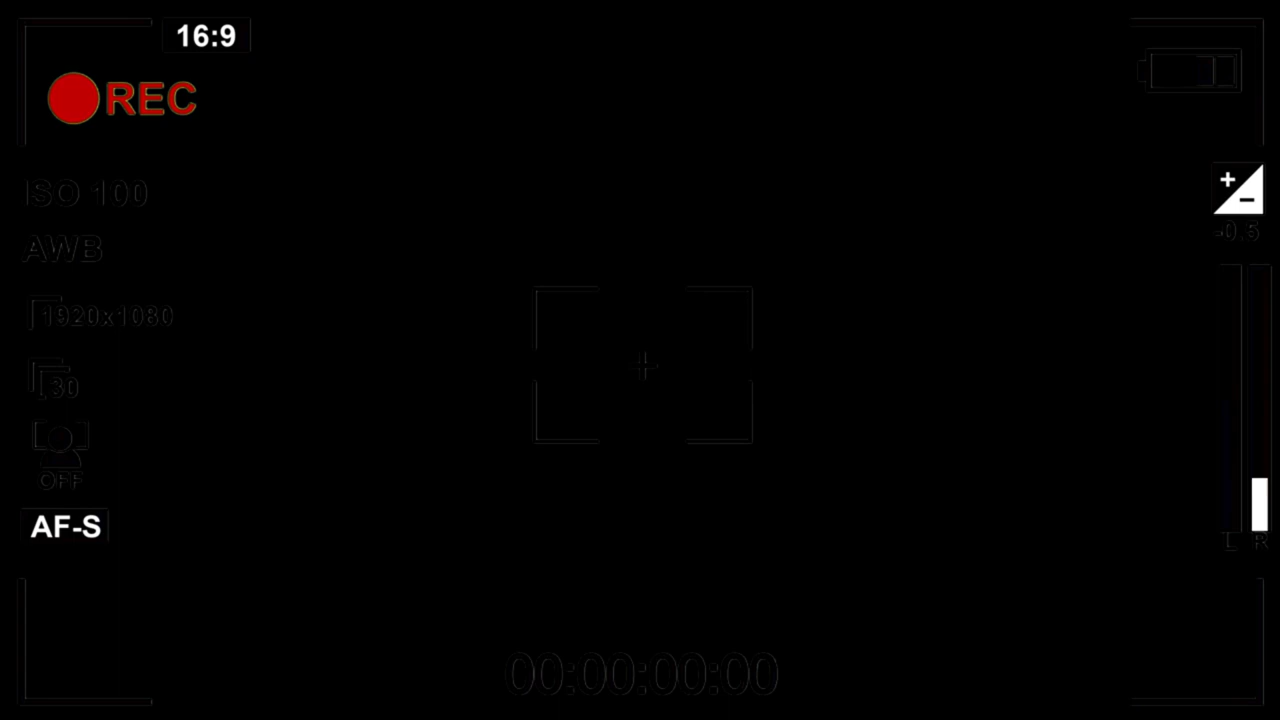 16:9
REC
ISO 100
AWB
-0.5
1920x1080
30
OFF
AF-S
L R
00:00:00:00